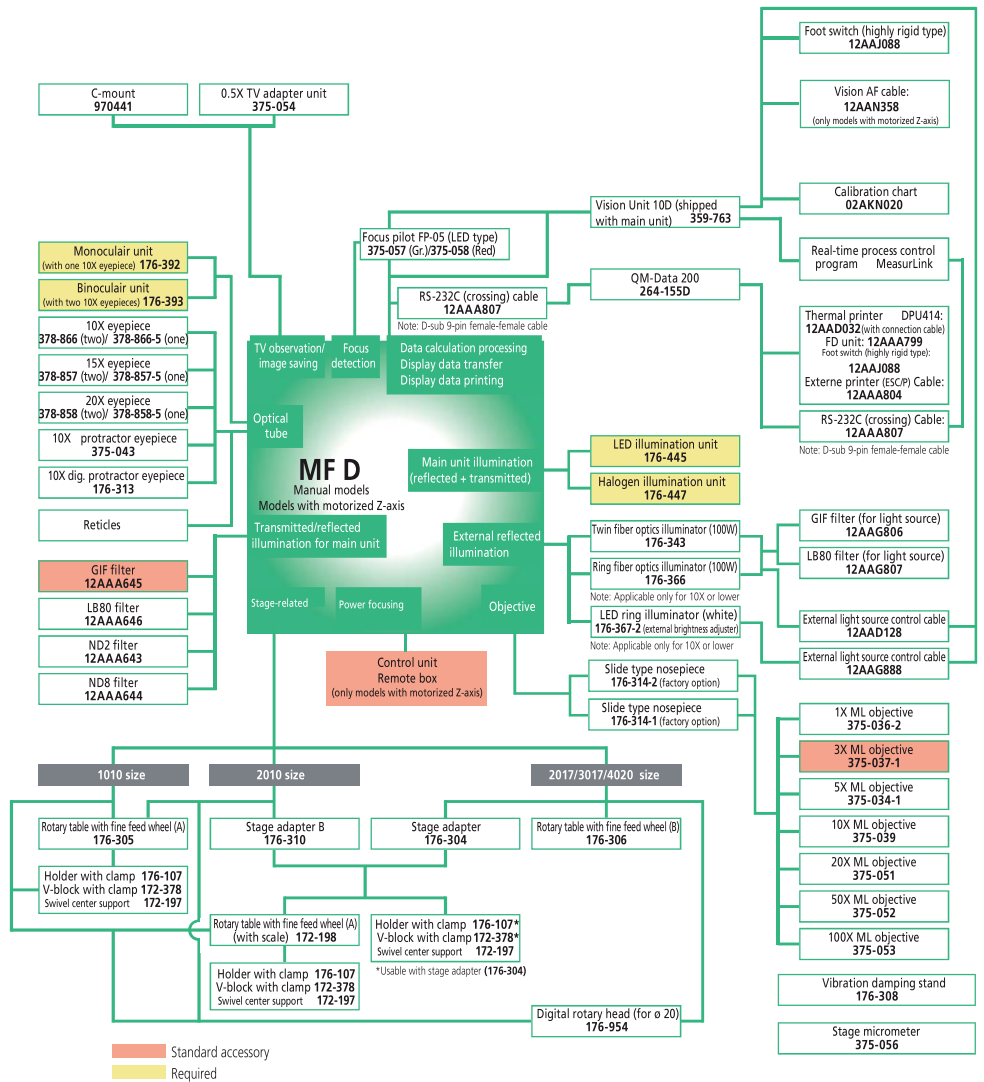 Foot switch (highly rigid type)
12AAJ088
C-mount
970441
0.5X TV adapter unit
375-054
Vision AF cable:
12AAN358
(only models with motorized Z-axis)
Calibration chart
02AKN020
Vision Unit 10D (shipped
with main unit) 359-763
Focus pilot FP-05 (LED type)
375-057 (Gr.)/375-058 (Red)
Real-time process control
program MeasurLink
Monoculair unit
(with one 10X eyepiece) 176-392
Binoculair unit
(with two 10X eyepieces) 176-393
RS-232C (crossing) cable
12AAA807
Note: D-sub 9-pin female-female cable
QM-Data 200
264-155D
Thermal printer DPU414:
12AAD032(with connection cable)
FD unit: 12AAA799
Foot switch (highly rigid type):
12AAJ088
Externe printer (ESC/P) Cable:
12AAA804
RS-232C (crossing) Cable:
12AAA807
Note: D-sub 9-pin female-female cable
10X eyepiece
378-866 (two)/ 378-866-5 (one)
15X eyepiece
378-857 (two)/ 378-857-5 (one)
20X eyepiece
378-858 (two)/ 378-858-5 (one)
10X protractor eyepiece
375-043
10X dig. protractor eyepiece
176-313
Reticles
TV observation/
image saving
Focus
detection
Data calculation processing
Display data transfer
Display data printing
Optical
tube
MF D
Manual models
Models with motorized Z-axis
Main unit illumination
(reflected + transmitted)
Transmitted/reflected
illumination for main unit
External reflected
illumination
Stage-related
Power focusing
Objective
LED illumination unit
176-445
Halogen illumination unit
176-447
Twin fiber optics illuminator (100W)
176-343
Ring fiber optics illuminator (100W)
176-366
Note: Applicable only for 10X or lower
LED ring illuminator (white)
176-367-2 (external brightness adjuster)
Note: Applicable only for 10X or lower
GIF filter (for light source)
12AAG806
LB80 filter (for light source)
12AAG807
External light source control cable
12AAD128
External light source control cable
12AAG888
GIF filter
12AAA645
LB80 filter
12AAA646
ND2 filter
12AAA643
ND8 filter
12AAA644
Control unit
Remote box
(only models with motorized Z-axis)
Slide type nosepiece
176-314-2 (factory option)
Slide type nosepiece
176-314-1 (factory option)
1X ML objective
375-036-2
3X ML objective
375-037-1
5X ML objective
375-034-1
10X ML objective
375-039
20X ML objective
375-051
50X ML objective
375-052
100X ML objective
375-053
1010 size
2010 size
2017/3017/4020 size
Rotary table with fine feed wheel (A)
176-305
Stage adapter B
176-310
Stage adapter
176-304
Rotary table with fine feed wheel (B)
176-306
Holder with clamp 176-107
V-block with clamp 172-378
Swivel center support 172-197
Rotary table with fine feed wheel (A)
(with scale) 172-198
Holder with clamp 176-107*
V-block with clamp 172-378*
Swivel center support 172-197
*Usable with stage adapter (176-304)
Holder with clamp 176-107
V-block with clamp 172-378
Swivel center support 172-197
Digital rotary head (for ø 20)
176-954
Vibration damping stand
176-308
Stage micrometer
375-056
Standard accessory
Required